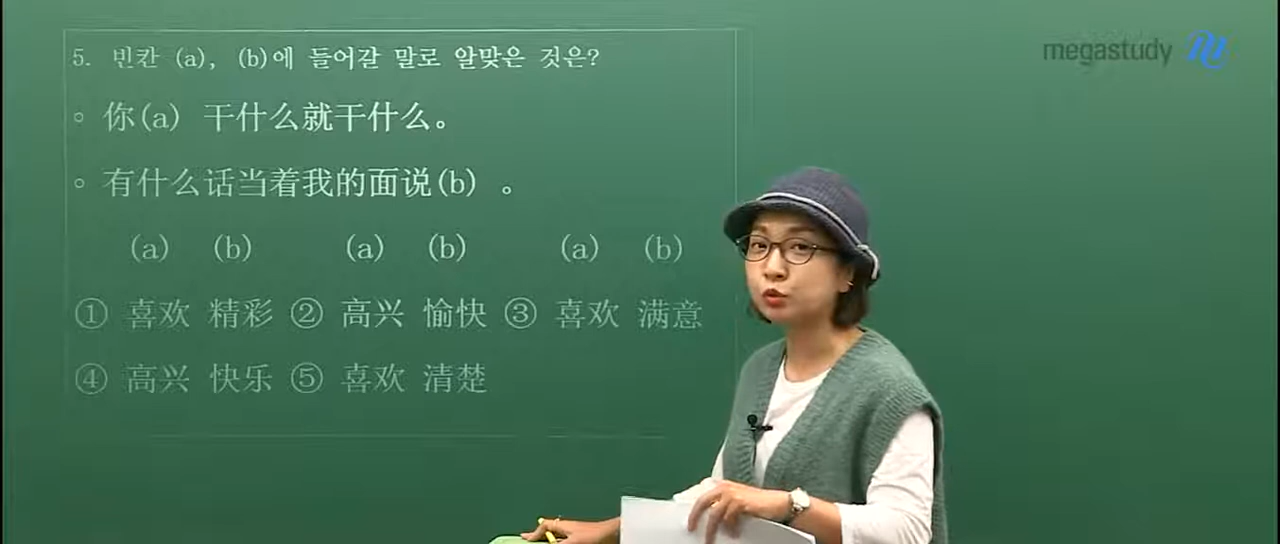 5. 빈칸 (a), (b)에 들어갈 말로 알맞은 것은?
megastudy
◦ 你(a) 干什么就干什么。
◦ 有什么话当着我的面说(b) 。
(a) (b) (a) (b) (a) (b)
① 喜欢 精彩 ② 高兴 愉快 ③ 喜欢 满意
④ 高兴 快乐 ⑤ 喜欢 清楚